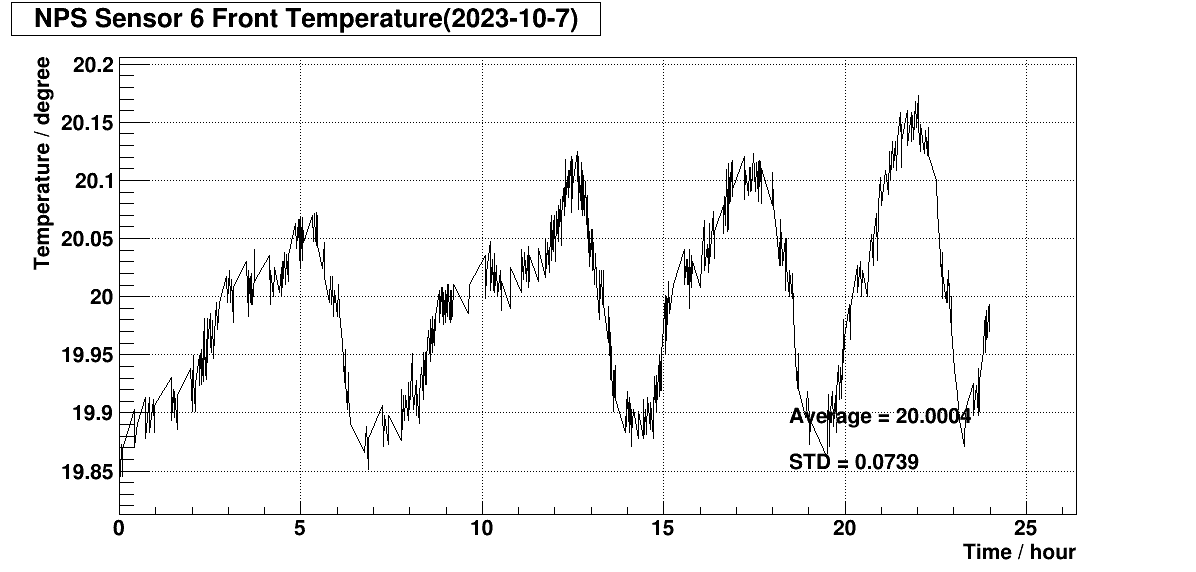 NPS Sensor 6 Front Temperature(2023-10-7)
Temperature / degree
20.2
20.15
20.1
20.05
20
19.95
19.9
19.85
Average = 20.0004
STD = 0.0739
0 5 10 15 20 25
Time / hour